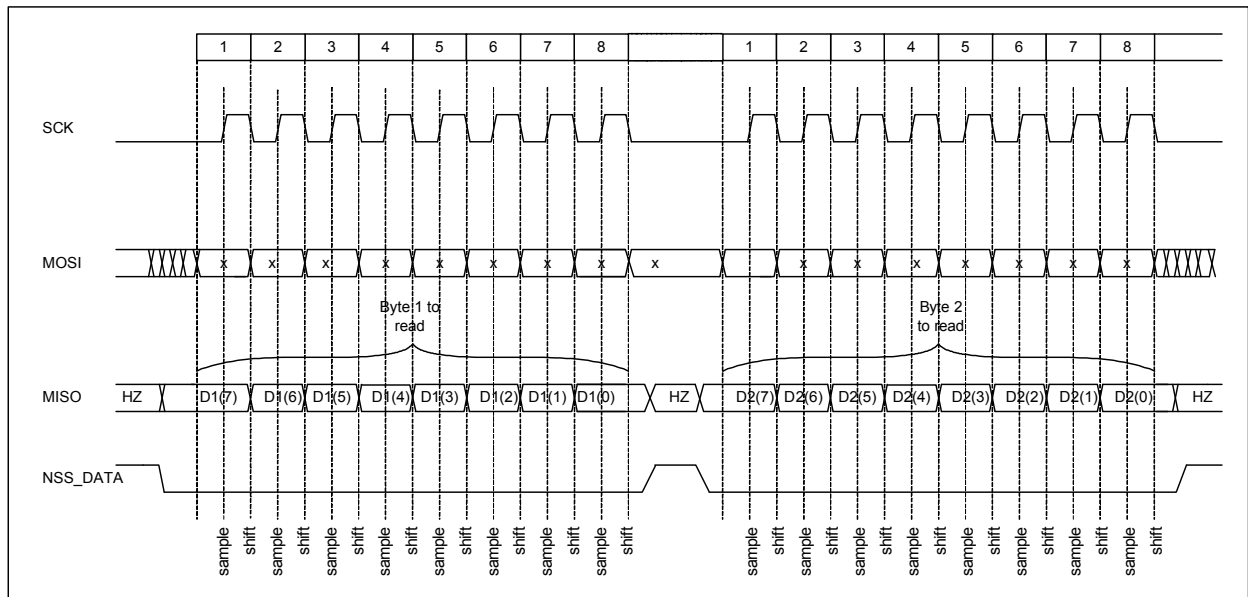 1 2 3 4 5 6 7 8 1 2 3 4 5 6 7 8
SCK
MOSI x x x x x x x x x x x x x x x x
Byte 1 to
read
Byte 2
to read
MISO HZ D1(7) D1(6) D1(5) D1(4) D1(3) D1(2) D1(1) D1(0) HZ D2(7) D2(6) D2(5) D2(4) D2(3) D2(2) D2(1) D2(0) HZ
NSS_DATA
sample shift sample shift sample shift sample shift sample shift sample shift sample shift sample shift sample shift sample shift sample shift sample shift sample shift sample shift sample shift sample shift